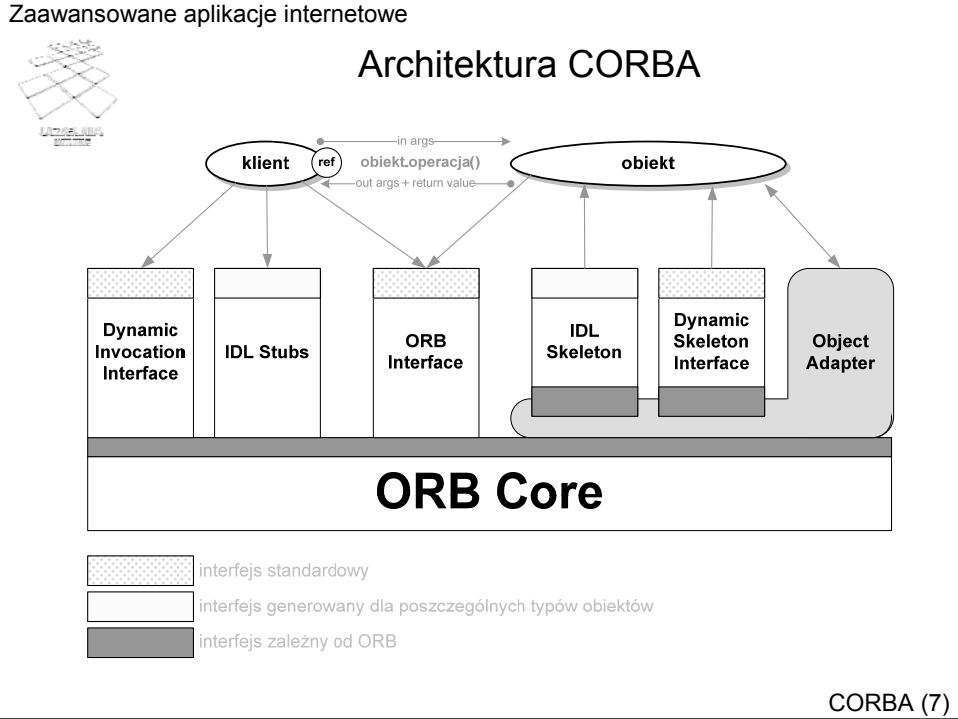 Zaawansowane aplikacje internetowe
Architektura CORBA
UCZELNIA
ONLINE
in args
klient
ref
obiekt.operacja()
obiekt
out args + return value
Dynamic
Invocation
Interface
IDL Stubs
ORB
Interface
IDL
Skeleton
Dynamic
Skeleton
Interface
Object
Adapter
ORB Core
interfejs standardowy
interfejs generowany dla poszczególnych typów obiektów
interfejs zależny od ORB
CORBA (7)